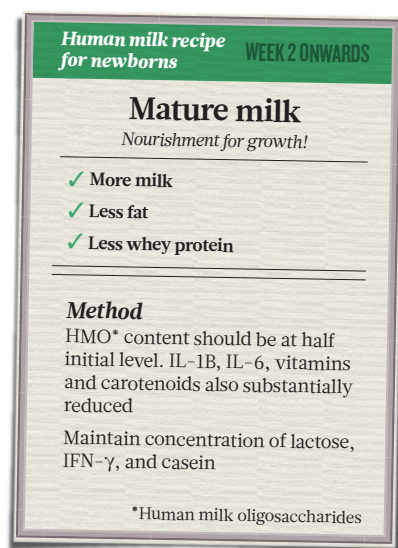 Human milk recipe
for newborns
WEEK 2 ONWARDS
Mature milk
Nourishment for growth!
✓ More milk
✓ Less fat
✓ Less whey protein
Method
HMO* content should be at half
initial level. IL-1B, IL-6, vitamins
and carotenoids also substantially
reduced
Maintain concentration of lactose,
IFN-γ, and casein
*Human milk oligosaccharides